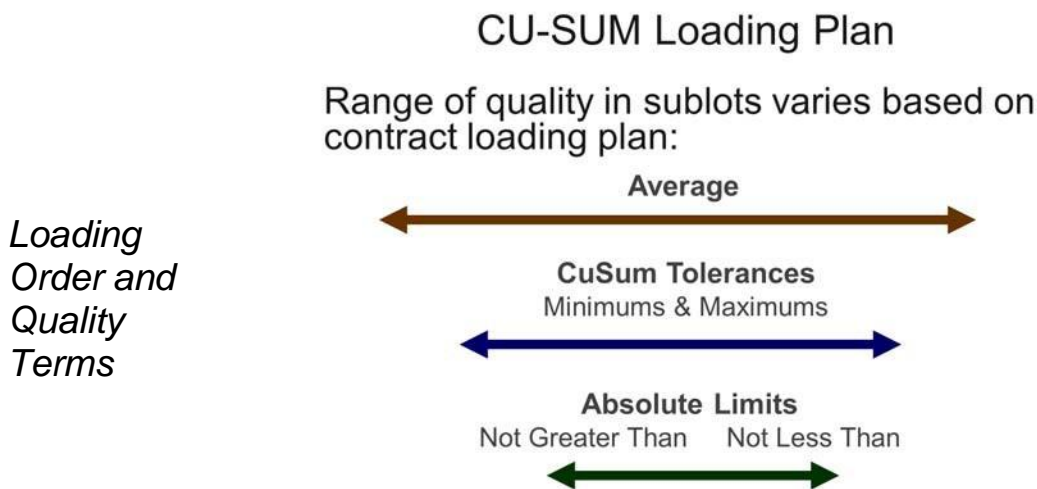 CU-SUM Loading Plan
Range of quality in sublots varies based on
contract loading plan:
Average
Loading
Order and
Quality
Terms
CuSum Tolerances
Minimums & Maximums
Absolute Limits
Not Greater Than Not Less Than